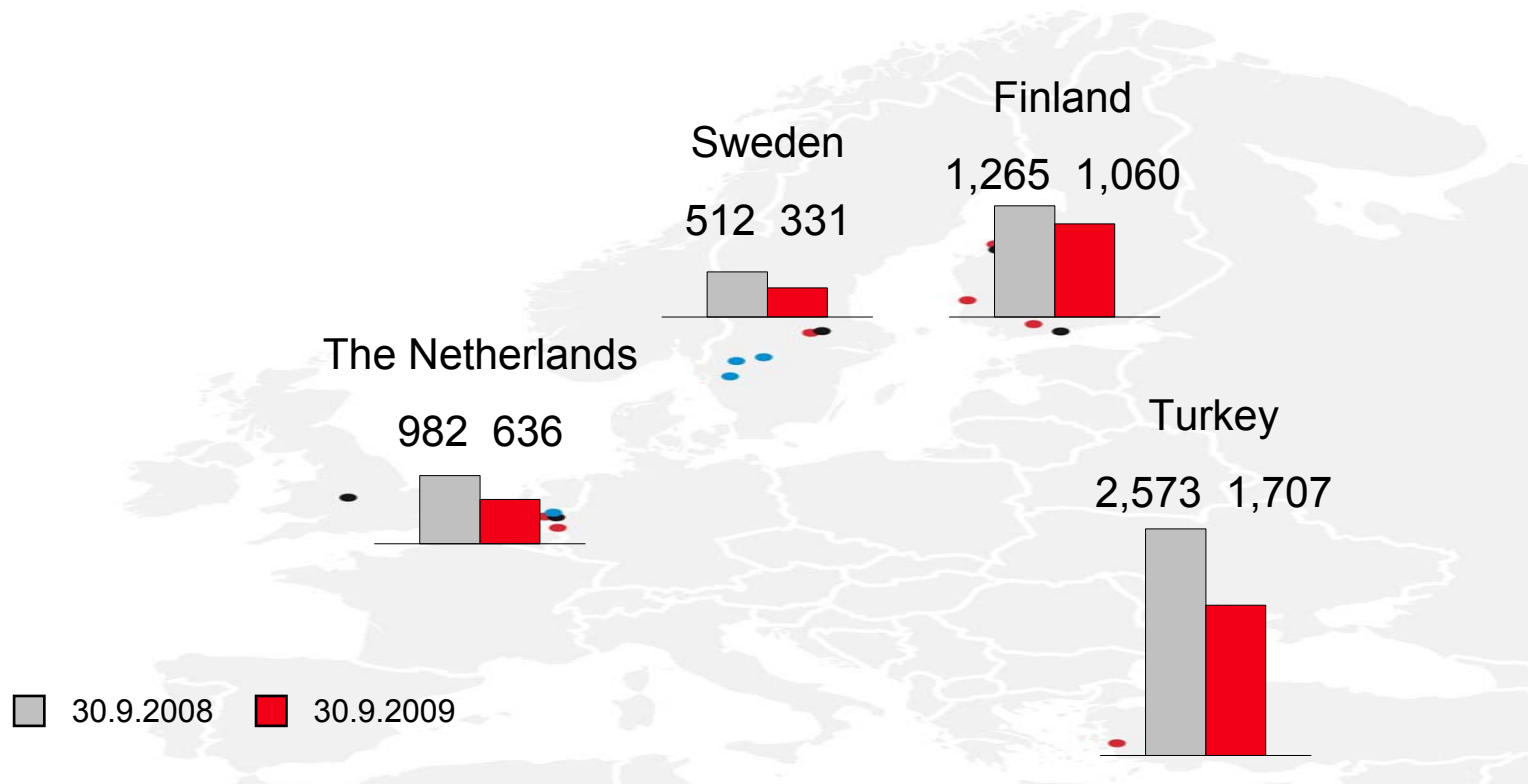 Finland
1,265 1,060
Sweden
512 331
The Netherlands
982 636
Turkey
2,573 1,707
30.9.2008 30.9.2009